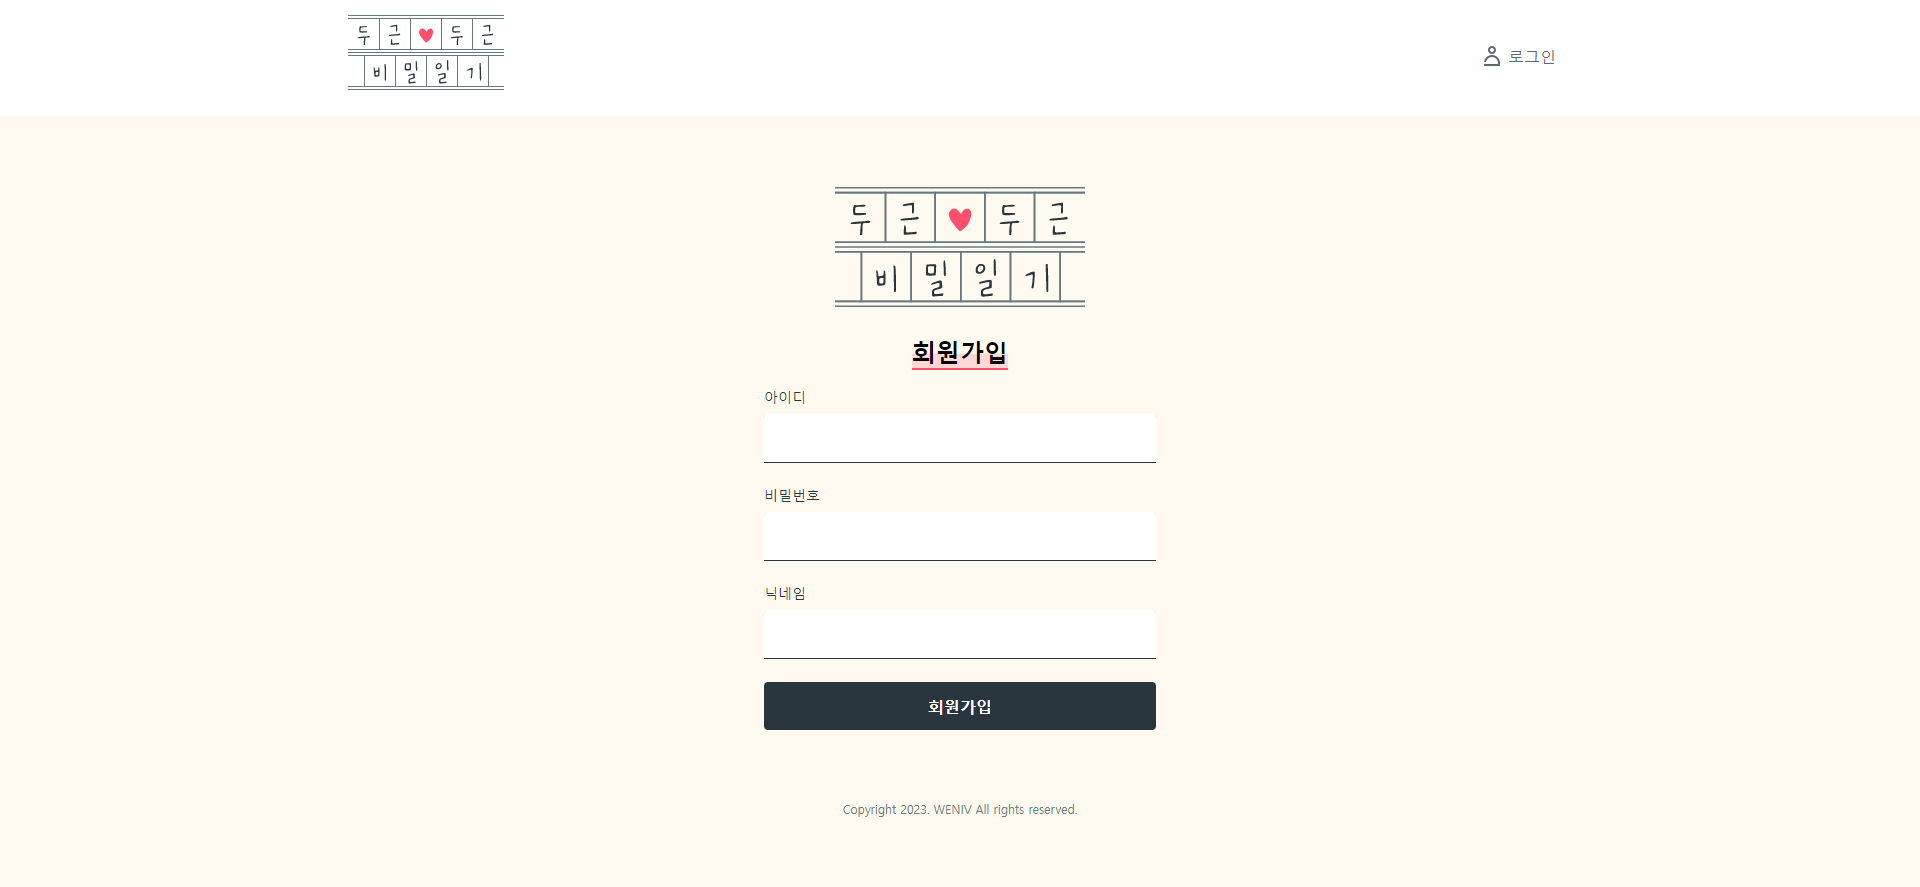 두근♥두근
비밀일기
로그인
두근♥두근
비밀일기
회원가입
아이디
비밀번호
닉네임
회원가입
Copyright 2023. WENIV All rights reserved.